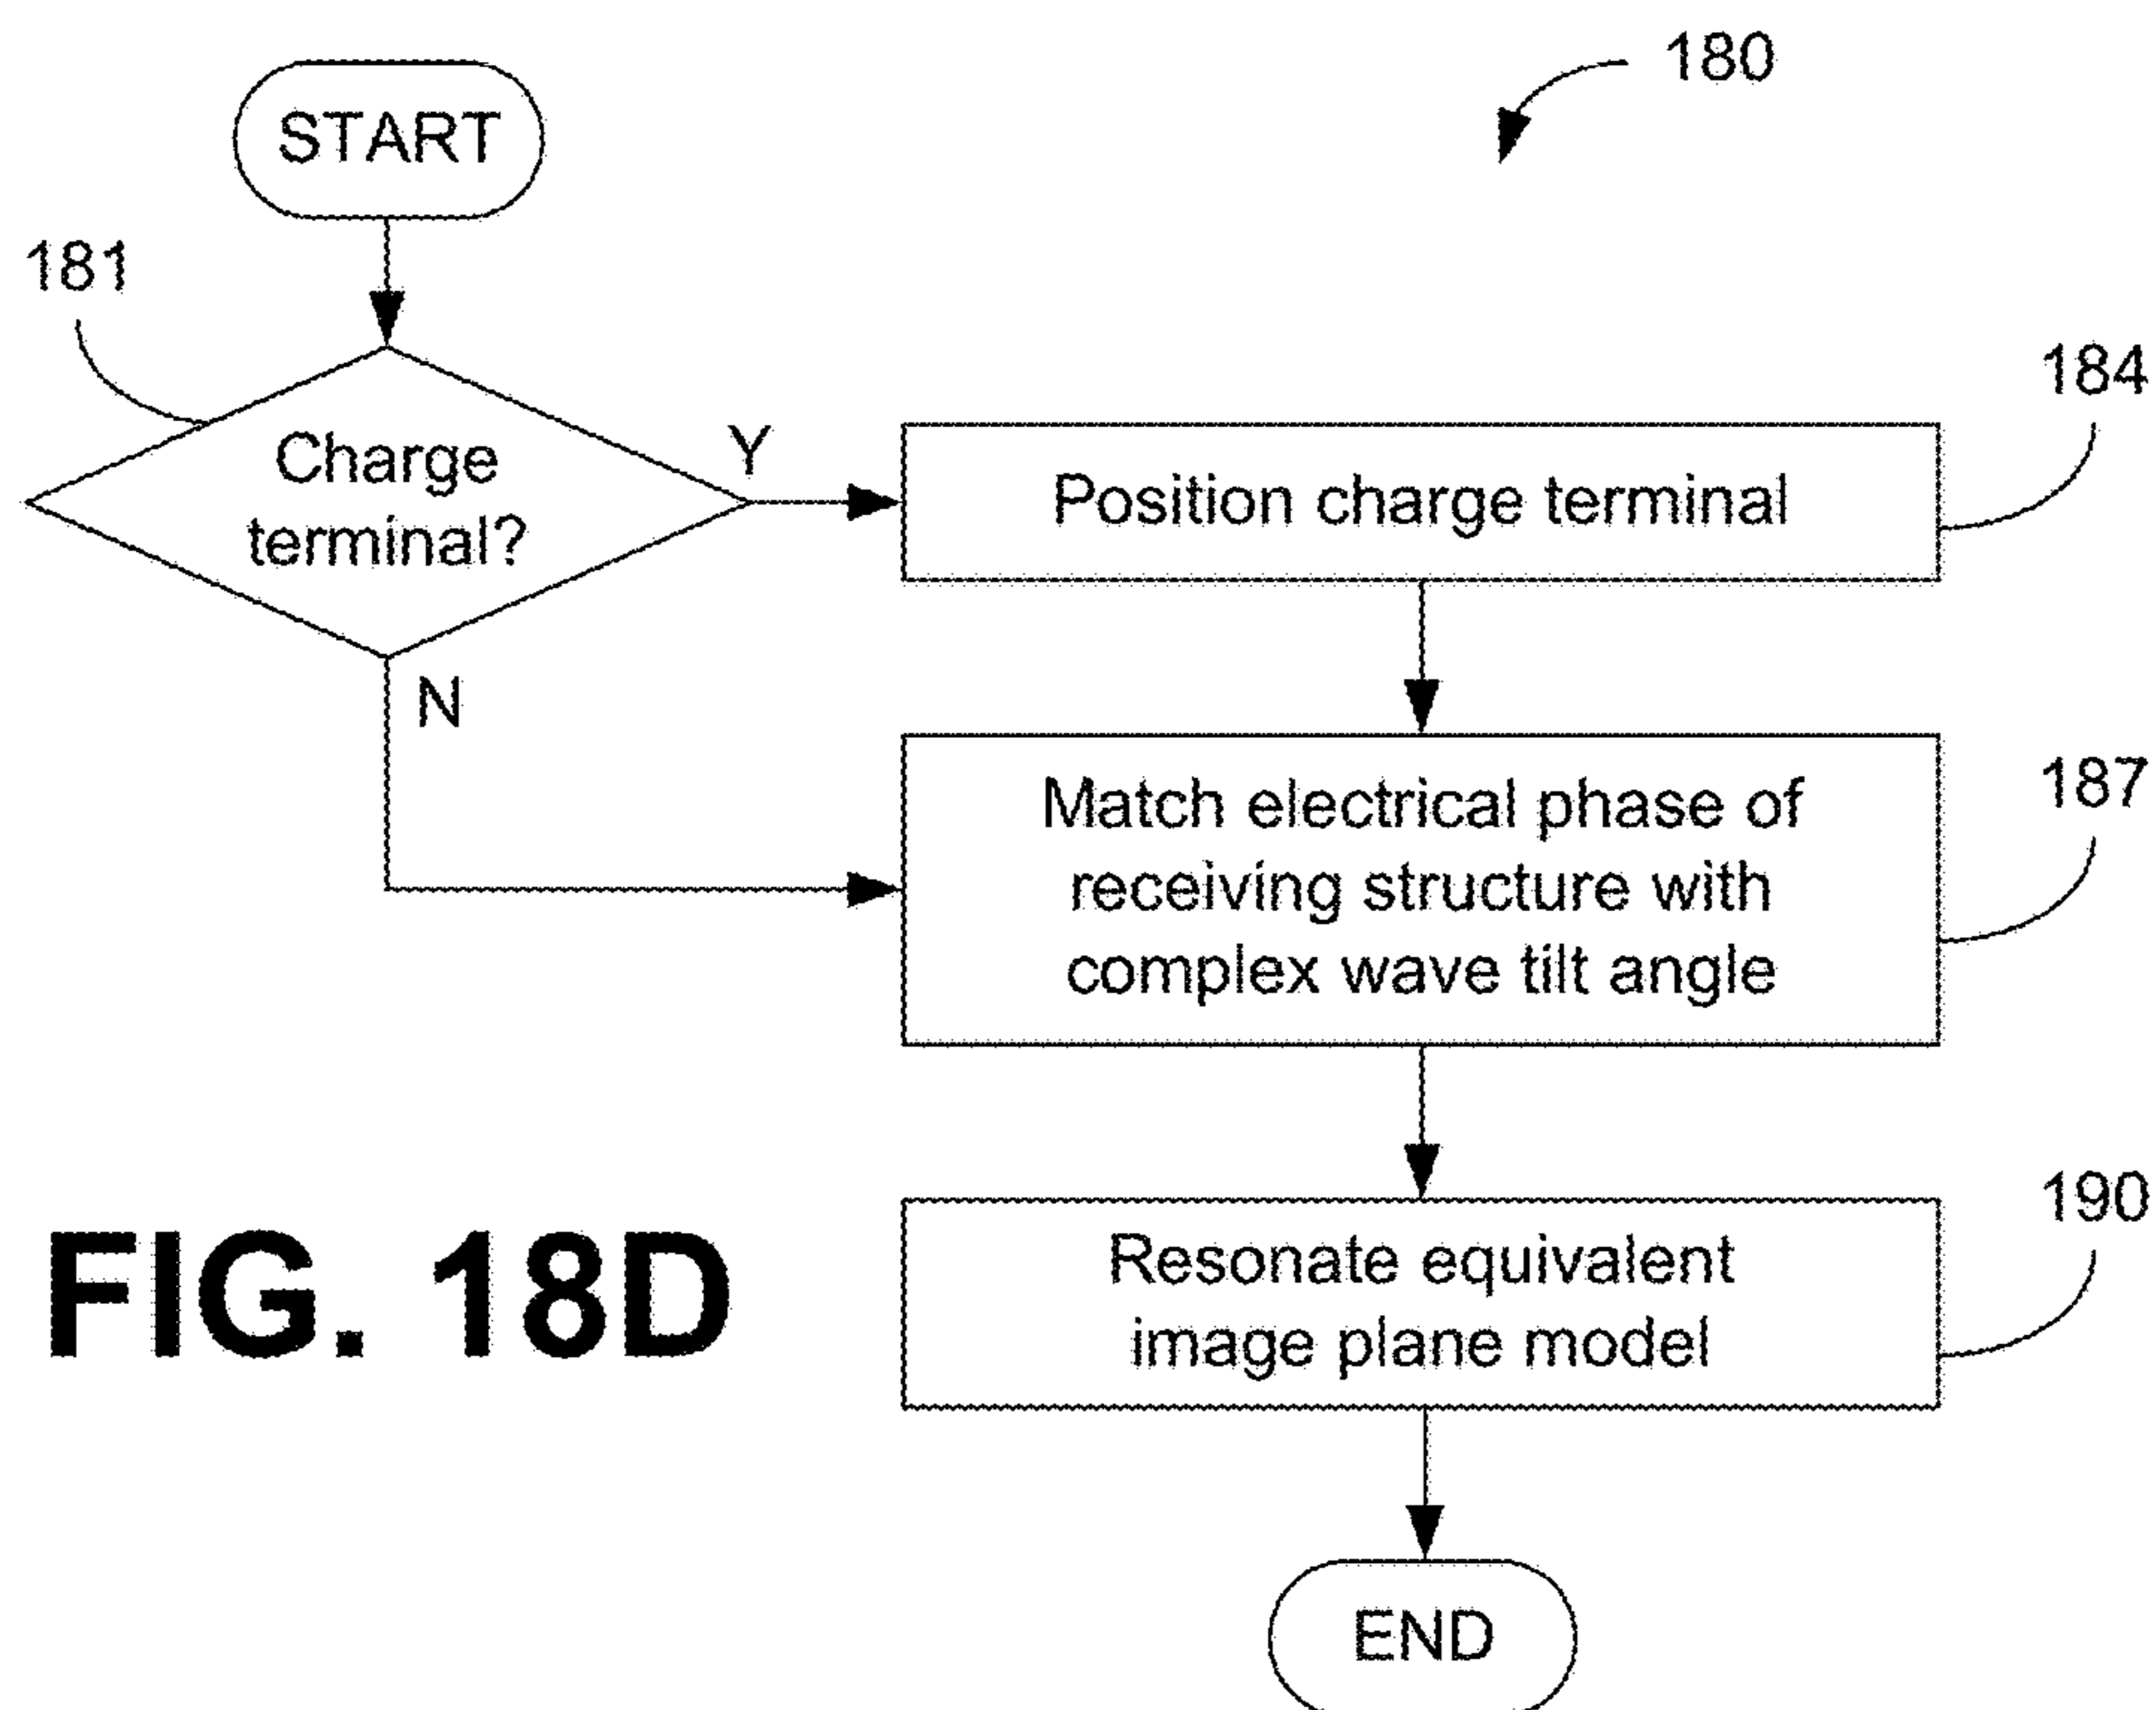 180
START
181
Charge
terminal?
Y
N
184
Position charge terminal
187
Match electrical phase of
receiving structure with
complex wave tilt angle
190
Resonate equivalent
image plane model
END
FIG. 18D